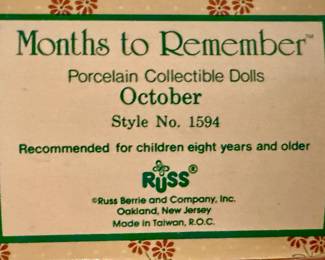 Months to Remember™
Porcelain Collectible Dolls
October
Style No. 1594
Recommended for children eight years and older
RUSS®
©Russ Berrie and Company, Inc.
Oakland, New Jersey
Made in Taiwan, R.O.C.